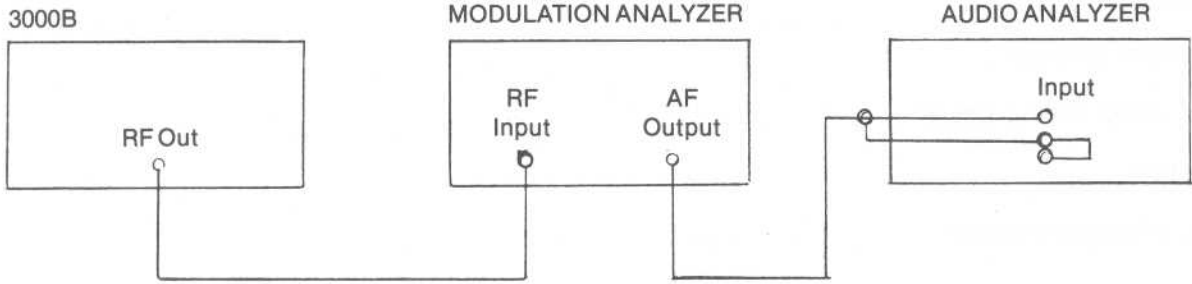 3000B
MODULATION ANALYZER
AUDIO ANALYZER
RF Out
RF
Input
AF
Output
Input